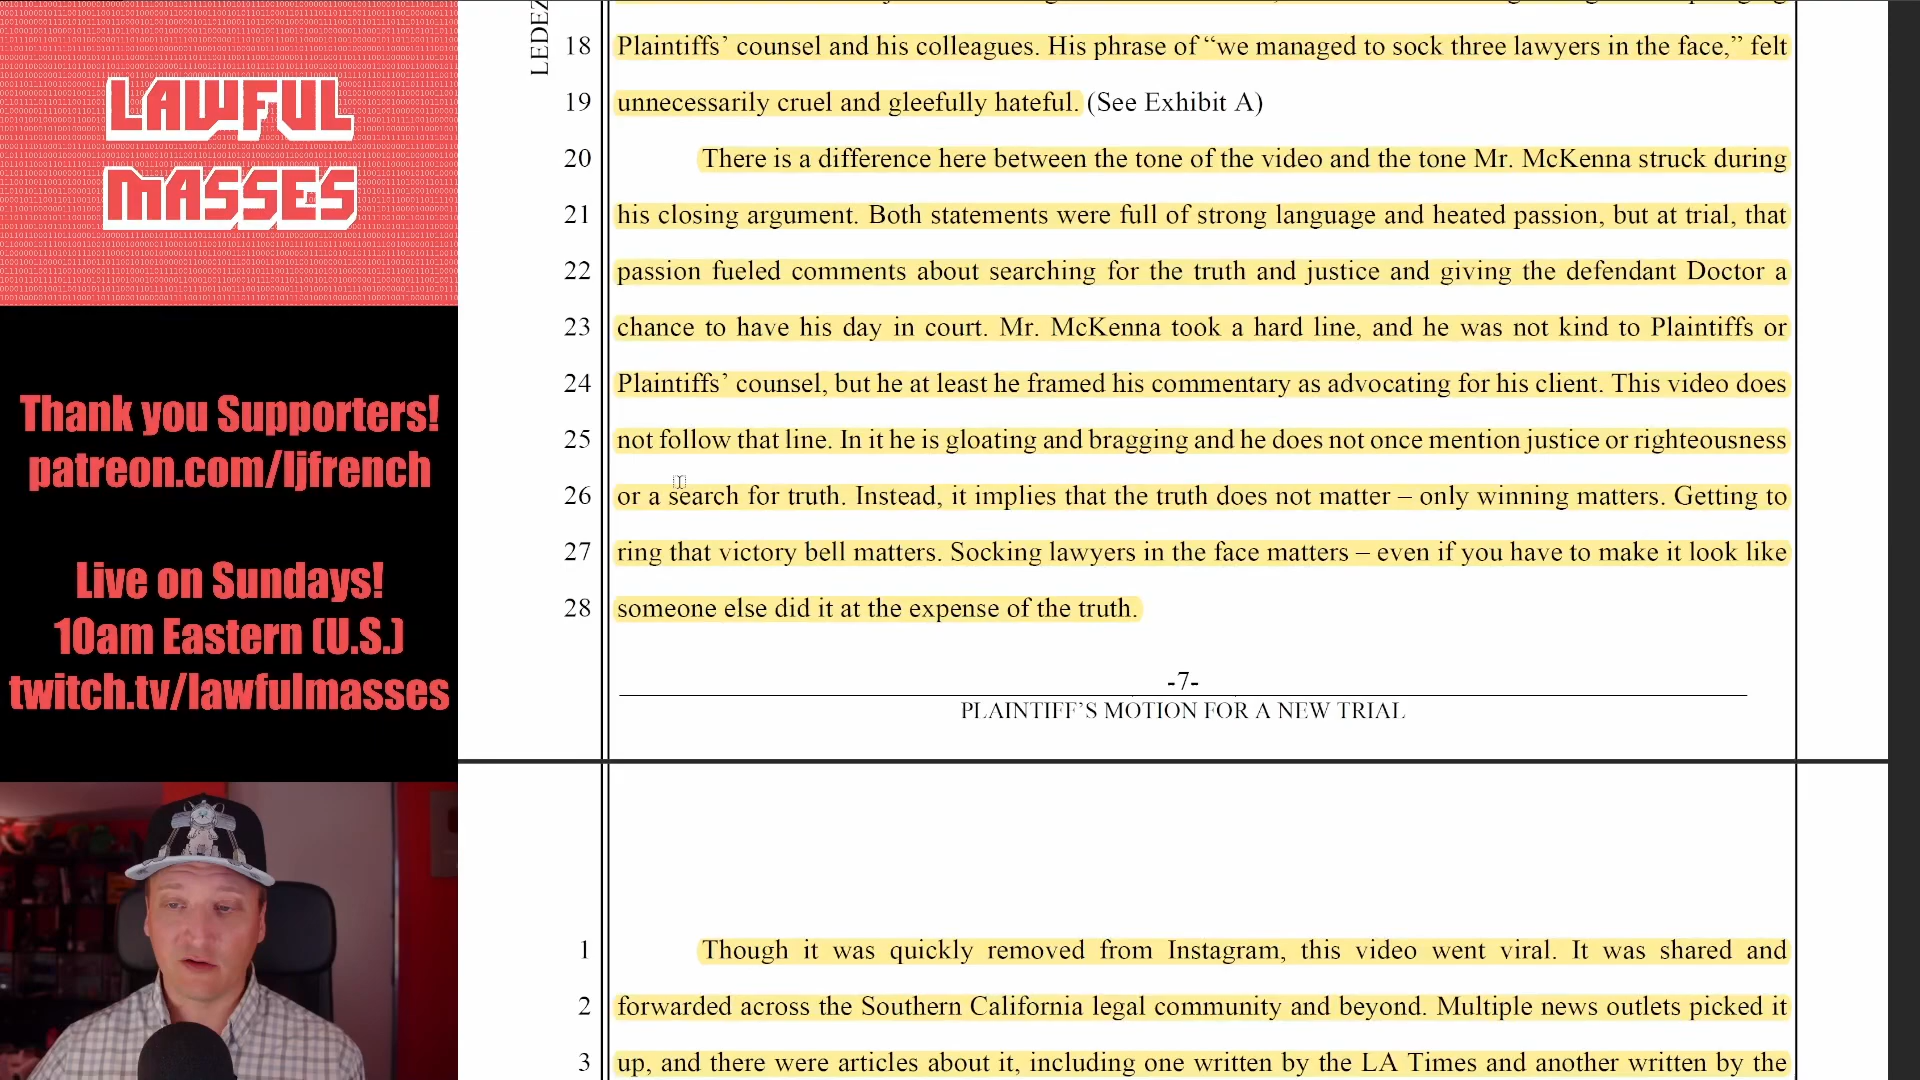 LAWFUL
MASSES
Thank you Supporters!
patreon.com/ljfrench
Live on Sundays!
10am Eastern (U.S.)
twitch.tv/lawfulmasses
LEDEZ
18 Plaintiffs’ counsel and his colleagues. His phrase of “we managed to sock three lawyers in the face,” felt
19 unnecessarily cruel and gleefully hateful. (See Exhibit A)
20 There is a difference here between the tone of the video and the tone Mr. McKenna struck during
21 his closing argument. Both statements were full of strong language and heated passion, but at trial, that
22 passion fueled comments about searching for the truth and justice and giving the defendant Doctor a
23 chance to have his day in court. Mr. McKenna took a hard line, and he was not kind to Plaintiffs or
24 Plaintiffs’ counsel, but he at least he framed his commentary as advocating for his client. This video does
25 not follow that line. In it he is gloating and bragging and he does not once mention justice or righteousness
26 or a search for truth. Instead, it implies that the truth does not matter – only winning matters. Getting to
27 ring that victory bell matters. Socking lawyers in the face matters – even if you have to make it look like
28 someone else did it at the expense of the truth.
-7-
PLAINTIFF’S MOTION FOR A NEW TRIAL
1 Though it was quickly removed from Instagram, this video went viral. It was shared and
2 forwarded across the Southern California legal community and beyond. Multiple news outlets picked it
3 up, and there were articles about it, including one written by the LA Times and another written by the